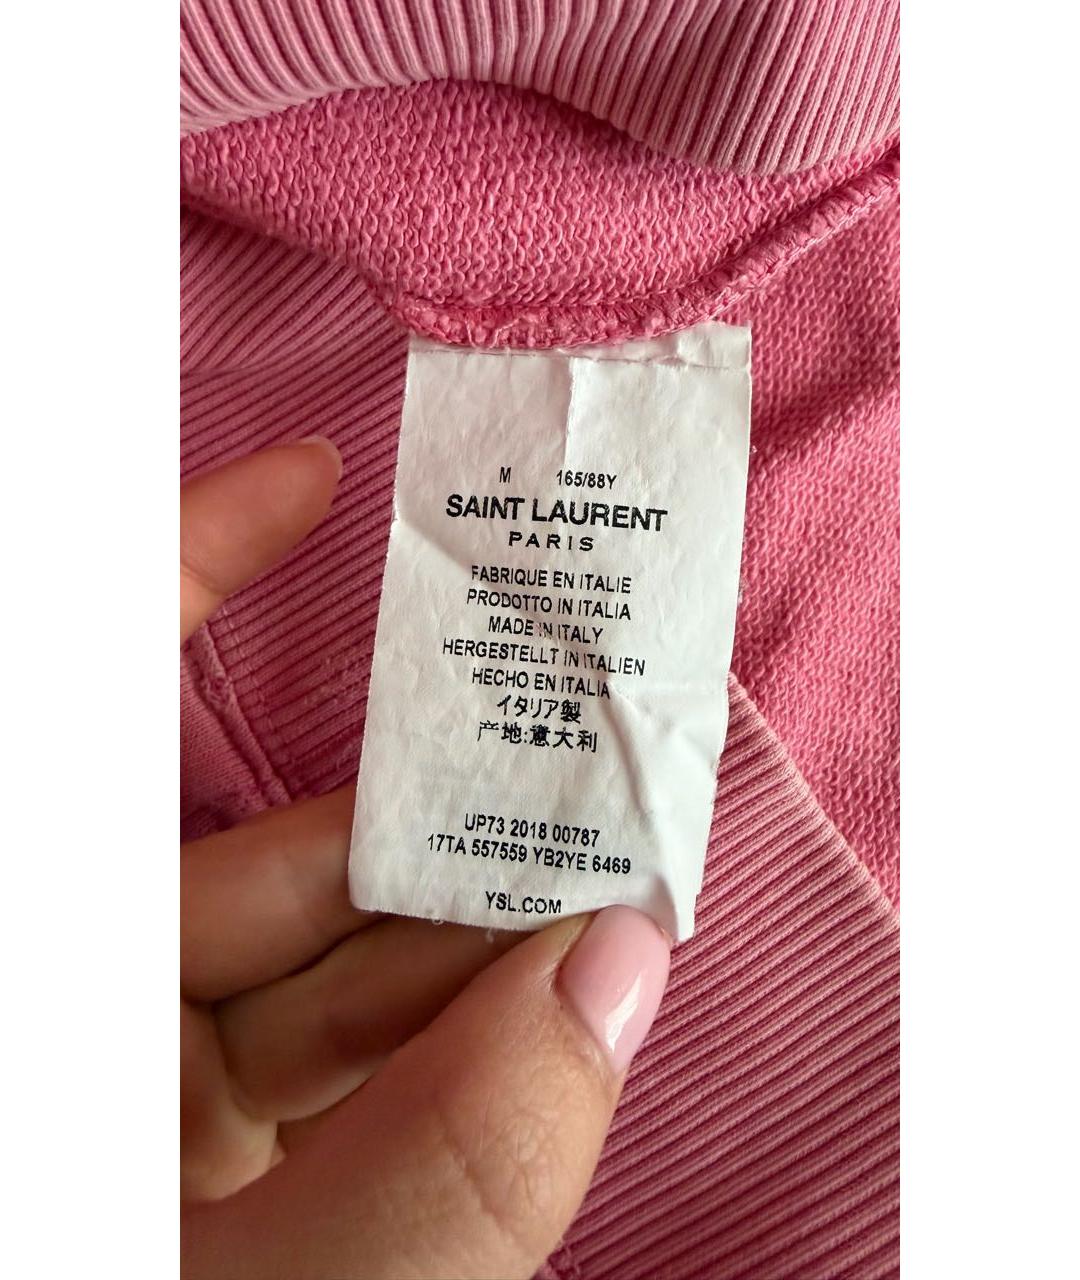 M 165/88Y
SAINT LAURENT
PARIS
FABRIQUE EN ITALIE
PRODOTTO IN ITALIA
MADE IN ITALY
HERGESTELLT IN ITALIEN
HECHO EN ITALIA
イタリア製
产地:意大利
UP73 2018 00787
17TA 557559 YB2YE 6469
YSL.COM